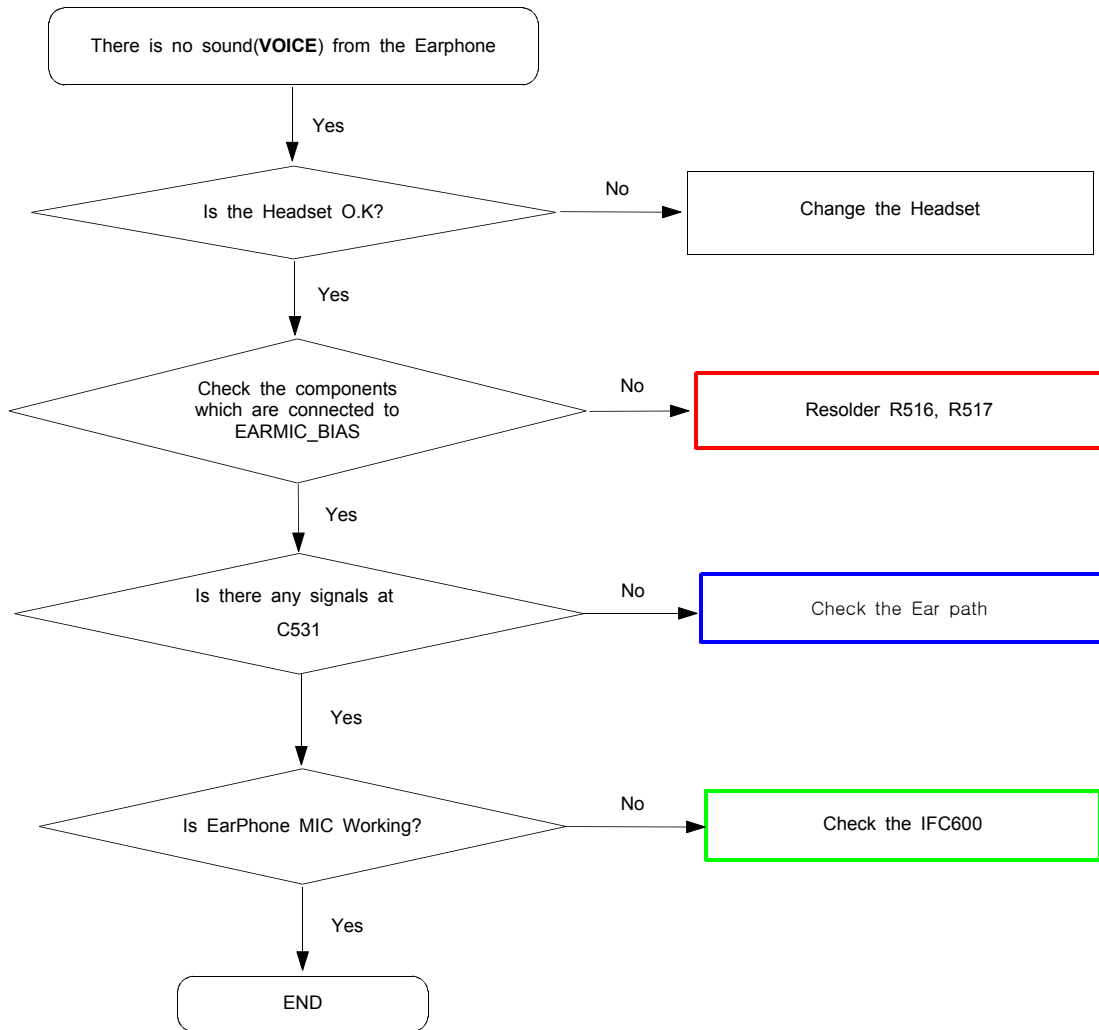 There is no sound(VOICE) from the Earphone
Yes
Is the Headset O.K?
No
Change the Headset
Yes
Check the components
which are connected to
EARMIC_BIAS
No
Resolder R516, R517
Yes
Is there any signals at
C531
No
Check the Ear path
Yes
Is EarPhone MIC Working?
No
Check the IFC600
Yes
END